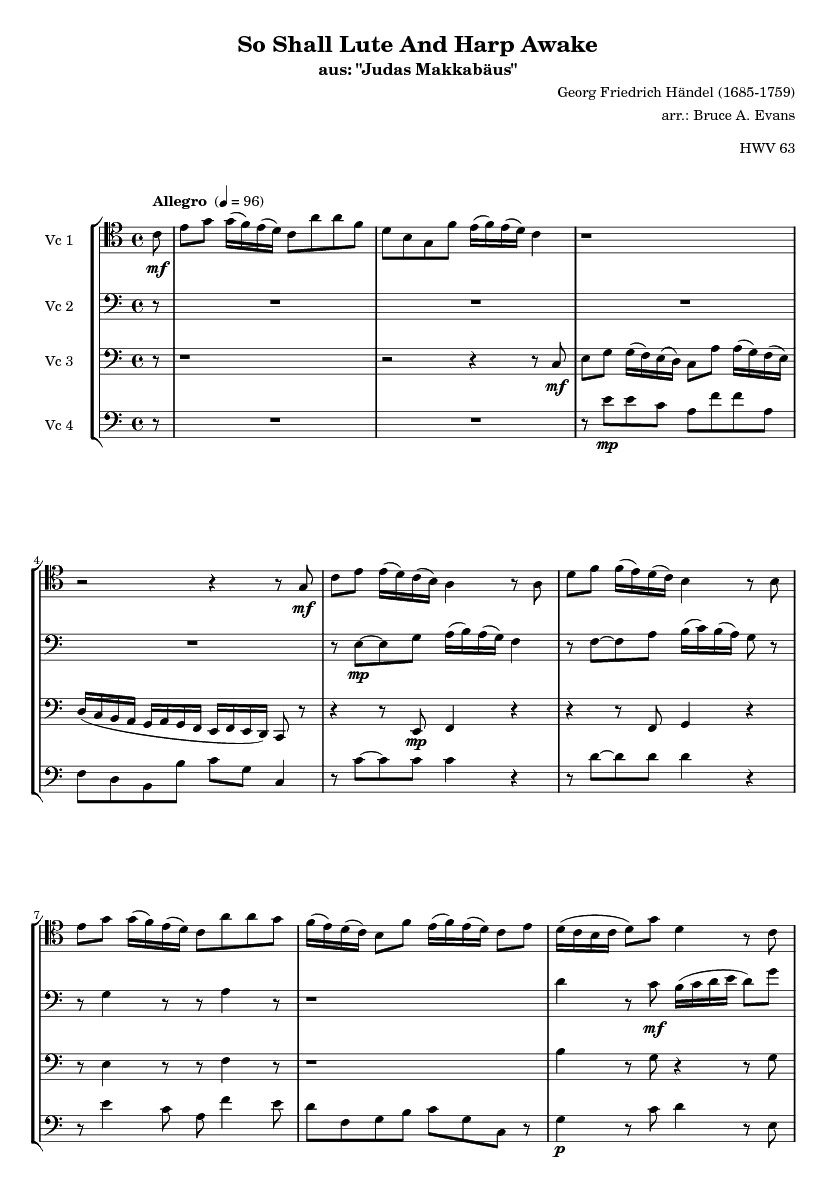 So Shall Lute And Harp Awake
aus: "Judas Makkabäus"
Georg Friedrich Händel (1685-1759)
arr.: Bruce A. Evans
HWV 63
Allegro (♩ = 96)
Vc 1
mf
Vc 2
Vc 3
mf
Vc 4
mp
4
mf
mp
mp
7
mf
p